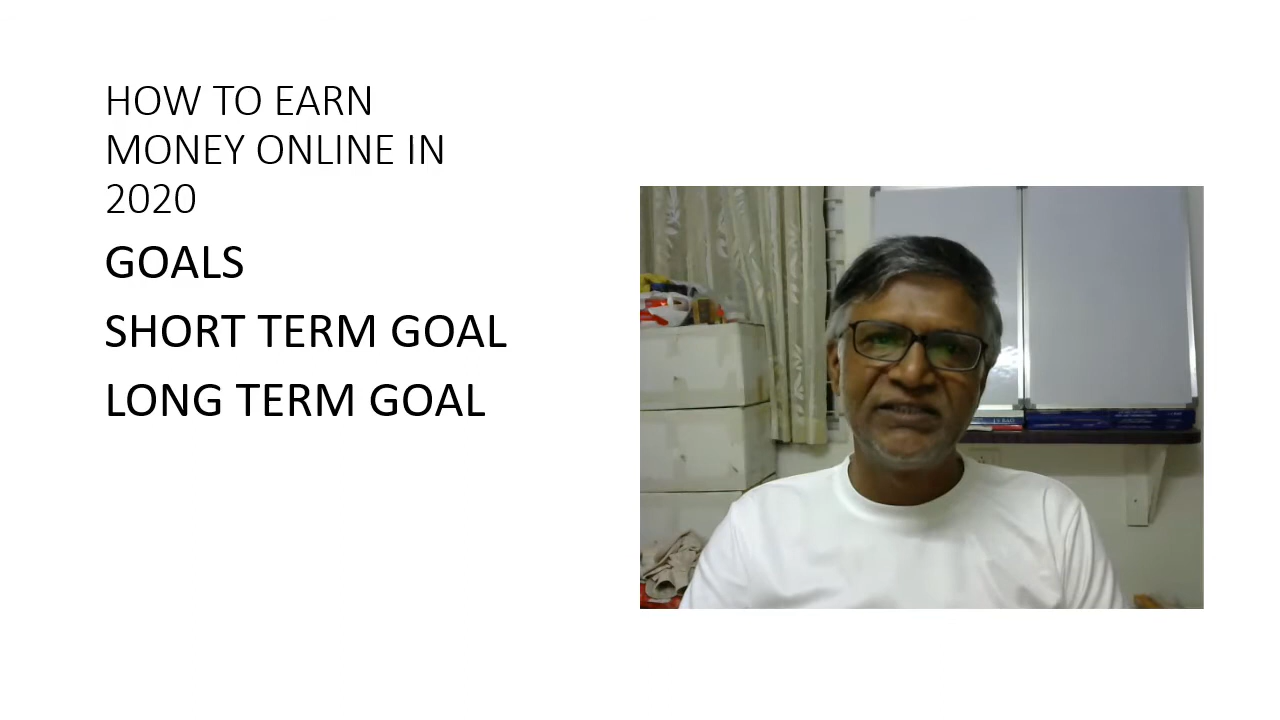 HOW TO EARN
MONEY ONLINE IN
2020
GOALS
SHORT TERM GOAL
LONG TERM GOAL